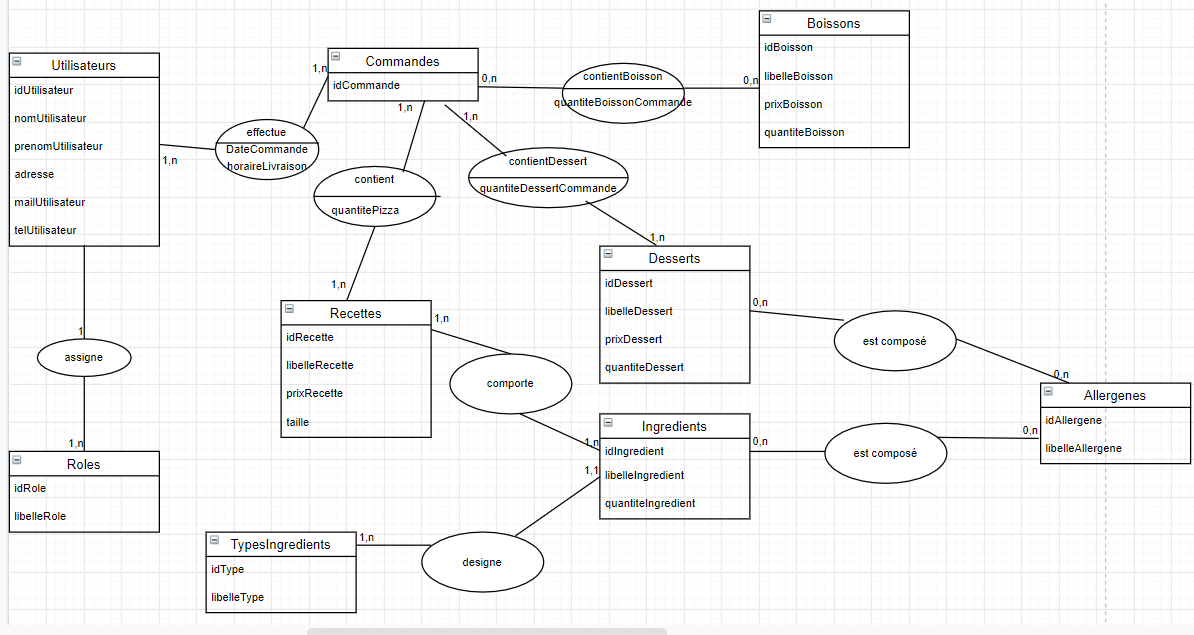 Utilisateurs
idUtilisateur
nomUtilisateur
prenomUtilisateur
adresse
mailUtilisateur
telUtilisateur
1,n
effectue
DateCommande
horaireLivraison
1,n
Commandes
idCommande
0,n
contientBoisson
quantiteBoissonCommande
0,n
Boissons
idBoisson
libelleBoisson
prixBoisson
quantiteBoisson
1,n
contient
quantitePizza
1,n
1,n
contientDessert
quantiteDessertCommande
1,n
Desserts
idDessert
libelleDessert
prixDessert
quantiteDessert
0,n
est composé
0,n
Allergenes
idAllergene
libelleAllergene
1
assigne
1,n
Roles
idRole
libelleRole
Recettes
idRecette
libelleRecette
prixRecette
taille
1,n
comporte
1,n
Ingredients
idIngredient
libelleIngredient
quantiteIngredient
0,n
est composé
0,n
1,1
designe
1,n
TypesIngredients
idType
libelleType